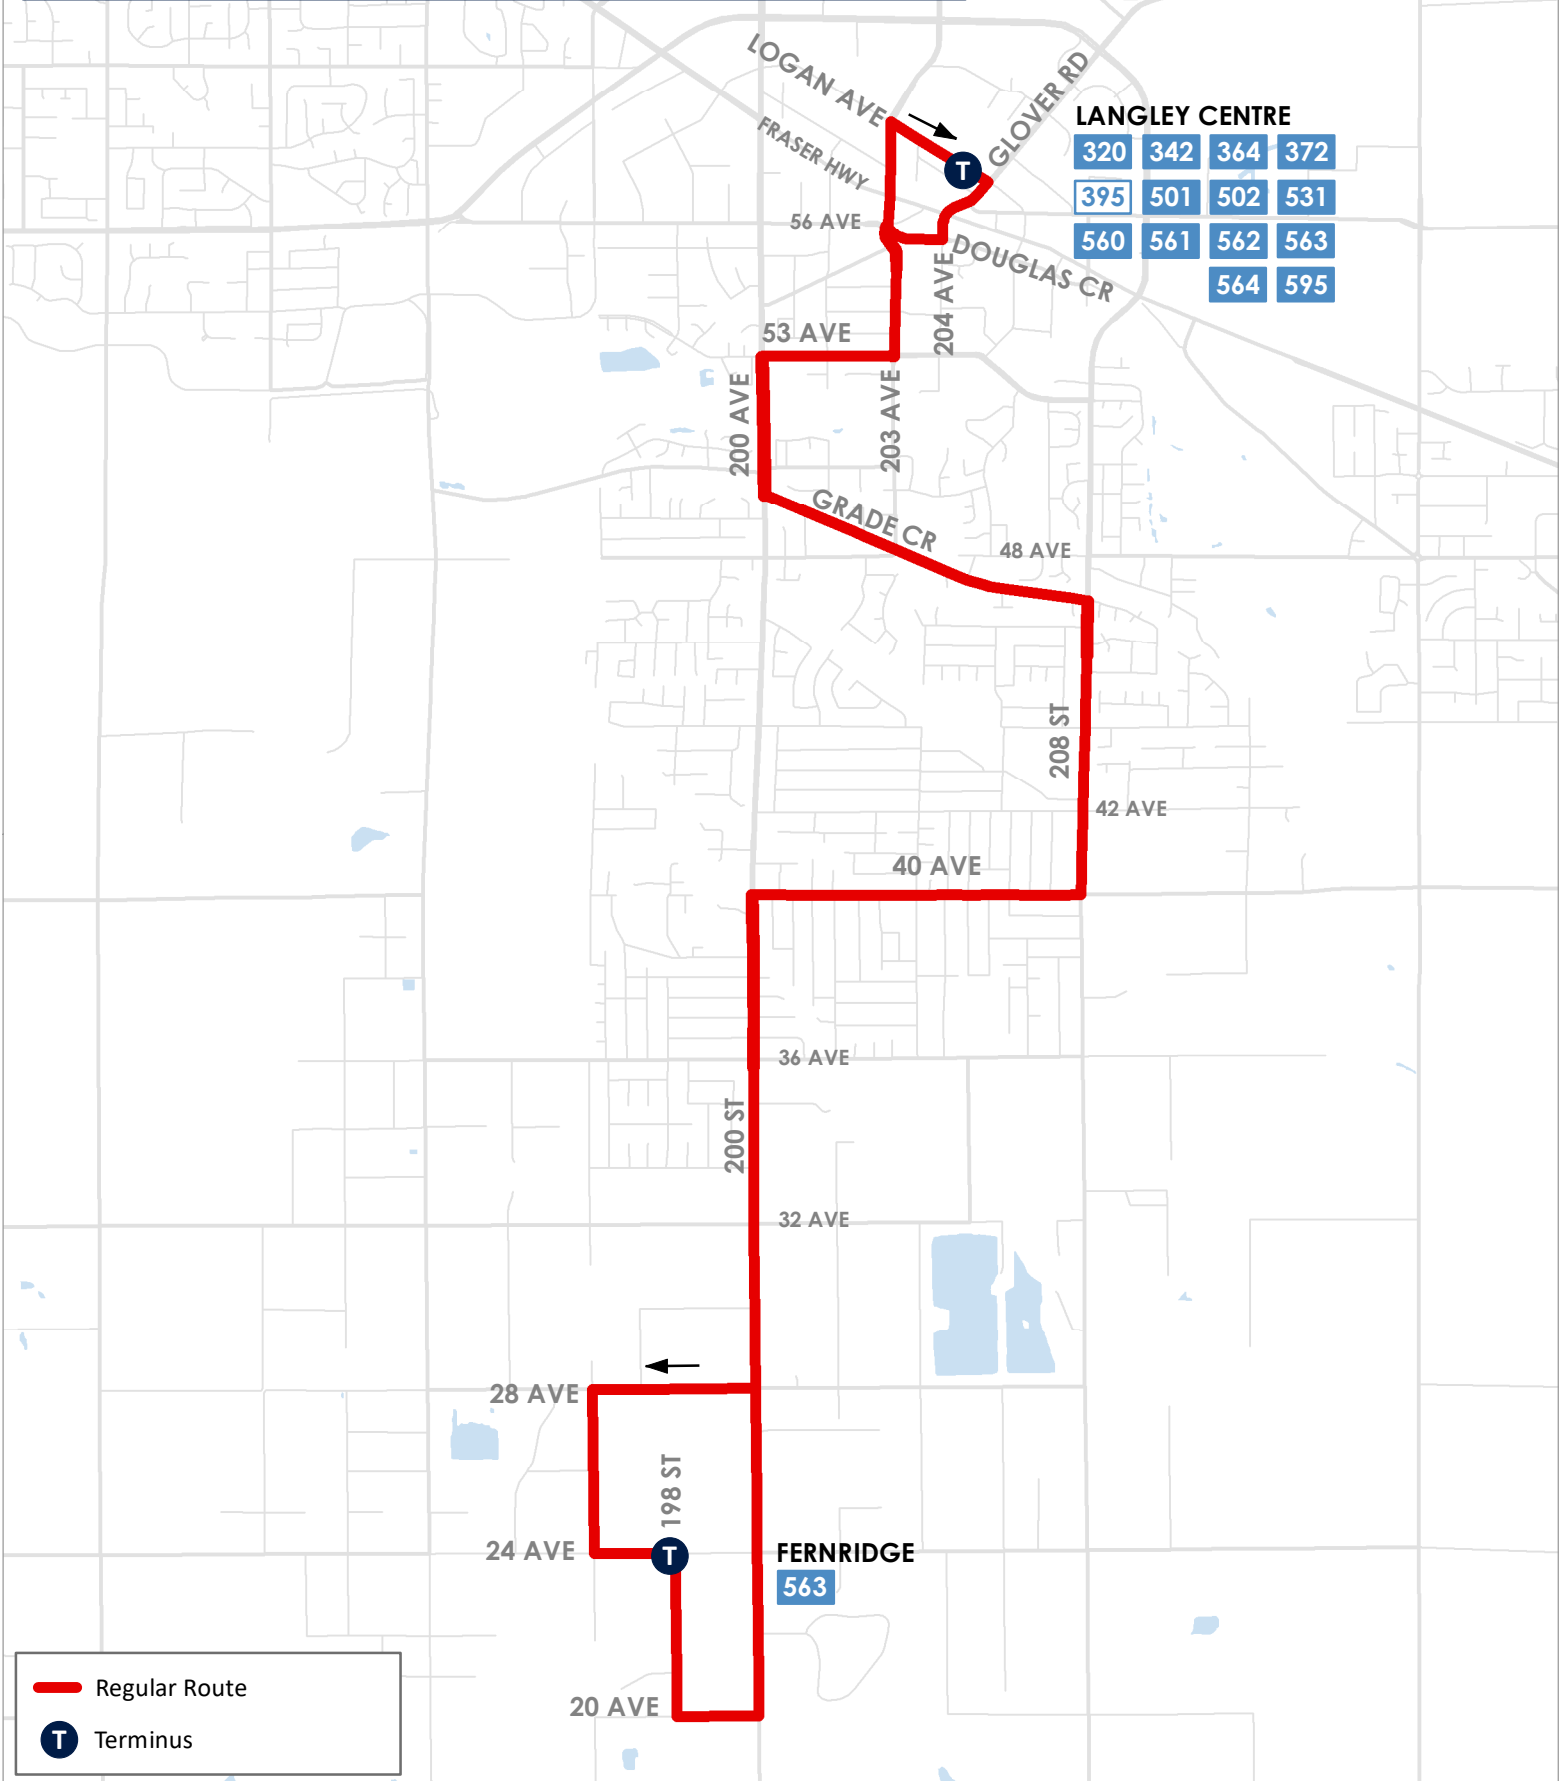 LOGAN AVE
GLOVER RD
FRASER HWY
LANGLEY CENTRE
320 342 364 372
395 501 502 531
560 561 562 563
564 595
56 AVE
DOUGLAS CR
204 AVE
53 AVE
200 AVE
203 AVE
GRADE CR
48 AVE
208 ST
42 AVE
40 AVE
36 AVE
200 ST
32 AVE
28 AVE
198 ST
24 AVE
T
T
FERNRIDGE
563
20 AVE
Regular Route
T Terminus